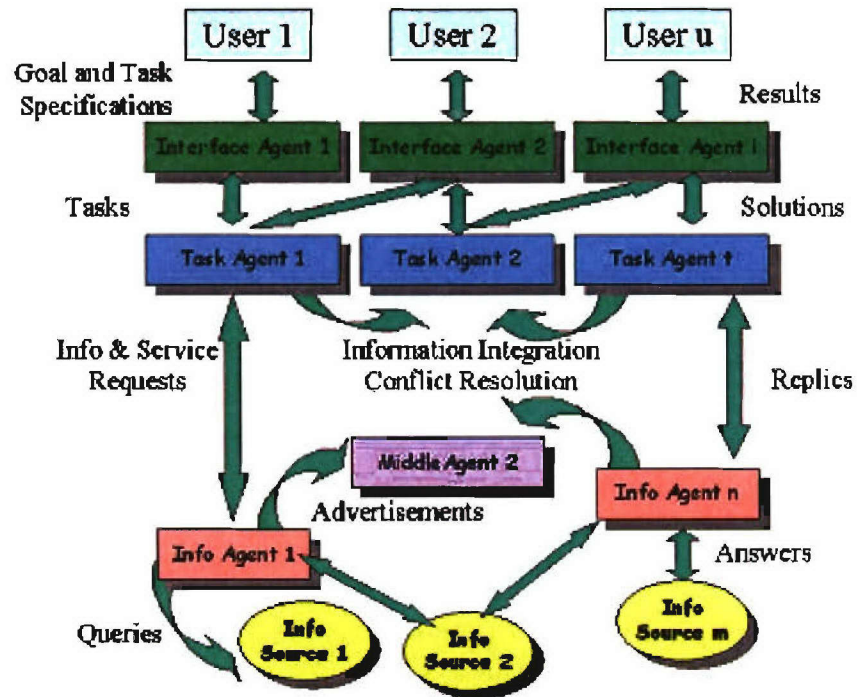 User 1
User 2
User u
Goal and Task
Specifications
Results
Interface Agent 1
Interface Agent 2
Interface Agent i
Tasks
Solutions
Task Agent 1
Task Agent 2
Task Agent t
Info & Service
Requests
Information Integration
Conflict Resolution
Replies
Middle Agent 2
Info Agent n
Advertisements
Info Agent 1
Answers
Queries
Info
Source 1
Info
Source 2
Info
Source m